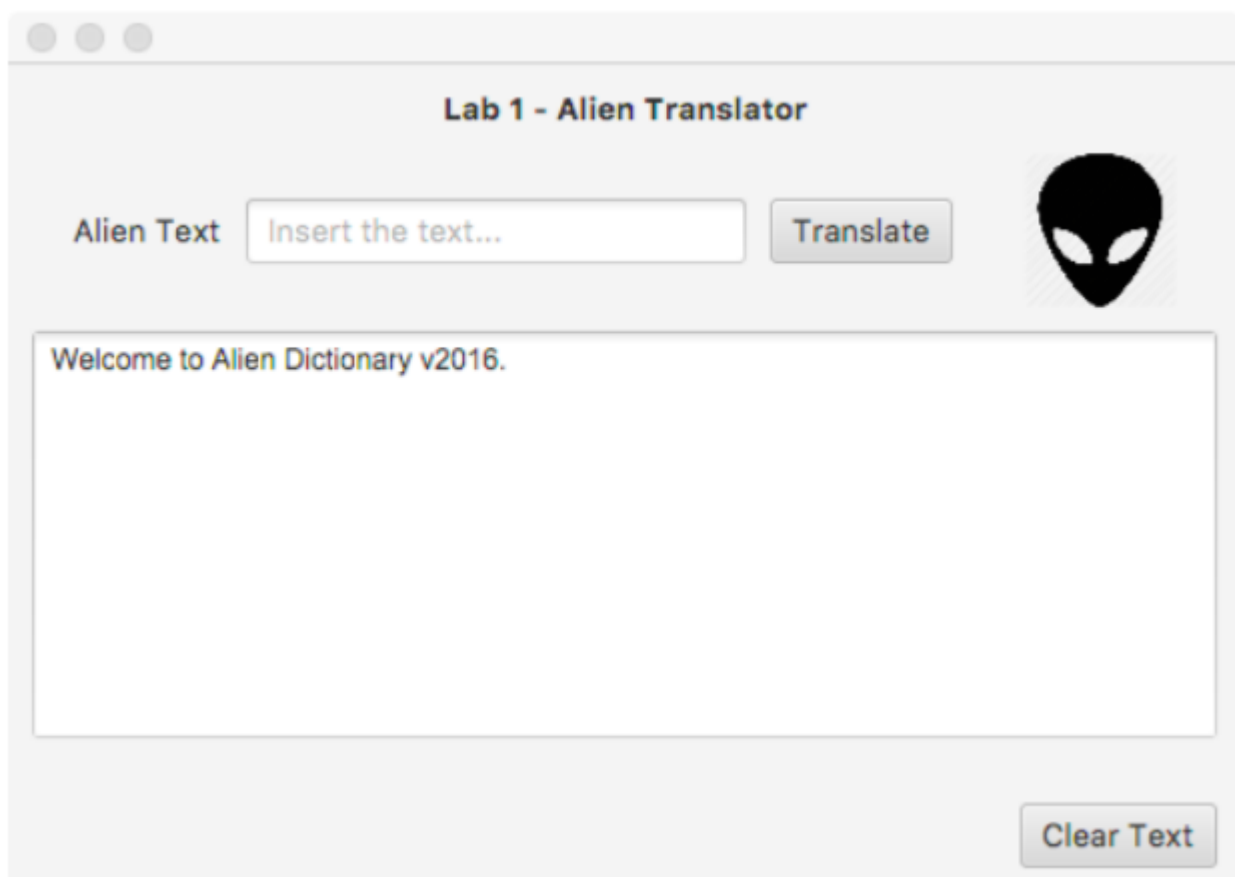 Lab 1 - Alien Translator
Alien Text Insert the text... Translate
Welcome to Alien Dictionary v2016.
Clear Text